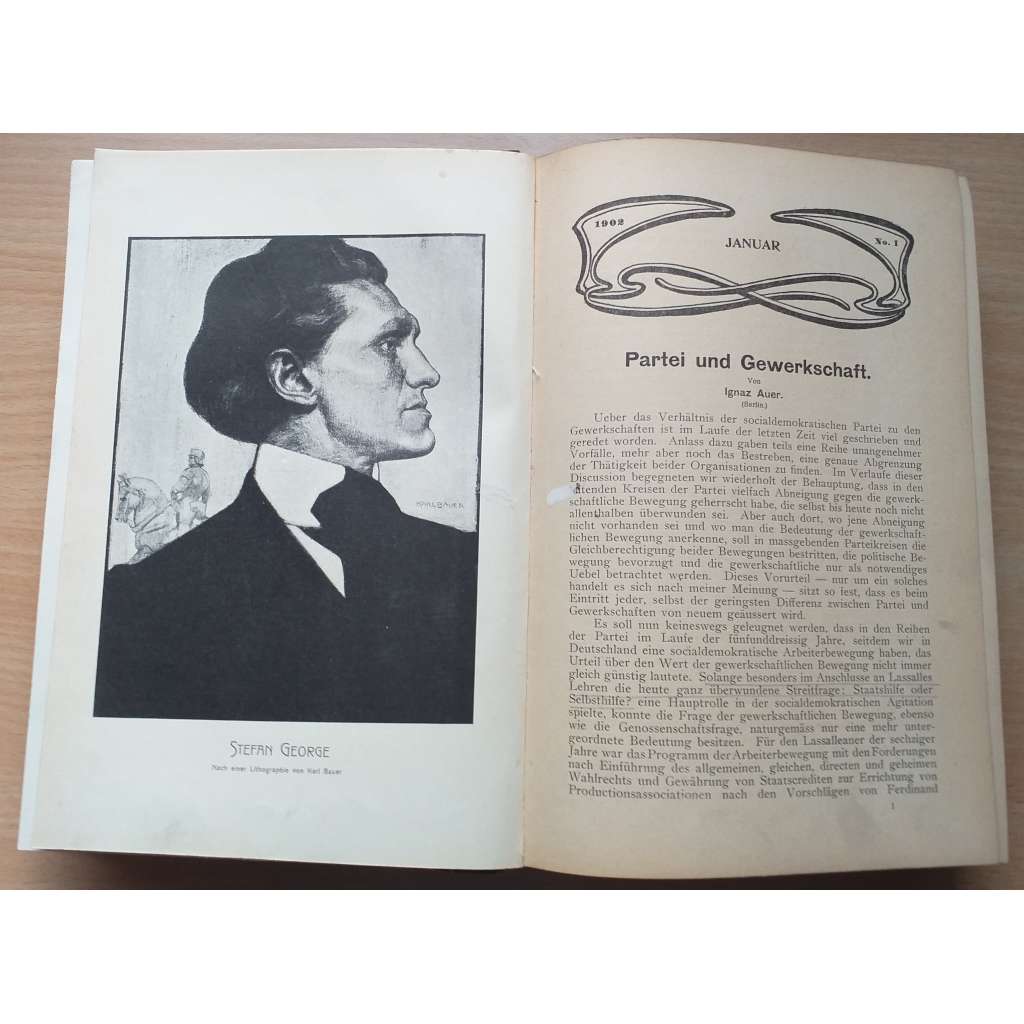 KARL BAUER
STEFAN GEORGE
Nach einer Lithographie von Karl Bauer
1902
JANUAR
No. 1
Partei und Gewerkschaft.
Von
Ignaz Auer.
(Berlin.)
Ueber das Verhältnis der socialdemokratischen Partei zu den
Gewerkschaften ist im Laufe der letzten Zeit viel geschrieben und
geredet worden. Anlass dazu gaben teils eine Reihe unangenehmer
Vorfälle, mehr aber noch das Bestreben, eine genaue Abgrenzung
der Thätigkeit beider Organisationen zu finden. Im Verlaufe dieser
Discussion begegneten wir wiederholt der Behauptung, dass in den
leitenden Kreisen der Partei vielfach Abneigung gegen die gewerk-
schaftliche Bewegung geherrscht habe, die selbst bis heute noch nicht
allenthalben überwunden sei. Aber auch dort, wo jene Abneigung
nicht vorhanden sei und wo man die Bedeutung der gewerkschaft-
lichen Bewegung anerkenne, soll in massgebenden Parteikreisen die
Gleichberechtigung beider Bewegungen bestritten, die politische Be-
wegung bevorzugt und die gewerkschaftliche nur als notwendiges
Uebel betrachtet werden. Dieses Vorurteil — nur um ein solches
handelt es sich nach meiner Meinung — sitzt so fest, dass es beim
Eintritt jeder, selbst der geringsten Differenz zwischen Partei und
Gewerkschaften von neuem geäussert wird.
Es soll nun keineswegs geleugnet werden, dass in den Reihen
der Partei im Laufe der fünfunddreissig Jahre, seitdem wir in
Deutschland eine socialdemokratische Arbeiterbewegung haben, das
Urteil über den Wert der gewerkschaftlichen Bewegung nicht immer
gleich günstig lautete. Solange besonders im Anschlusse an Lassalles
Lehren die heute ganz überwundene Streitfrage: Staatshilfe oder
Selbsthilfe? eine Hauptrolle in der socialdemokratischen Agitation
spielte, konnte die Frage der gewerkschaftlichen Bewegung, ebenso
wie die Genossenschaftsfrage, naturgemäss nur eine mehr unter-
geordnete Bedeutung besitzen. Für den Lassalleaner der sechziger
Jahre war das Programm der Arbeiterbewegung mit den Forderungen
nach Einführung des allgemeinen, gleichen, directen und geheimen
Wahlrechts und Gewährung von Staatscrediten zur Errichtung von
Productionsassociationen nach den Vorschlägen von Ferdinand
1